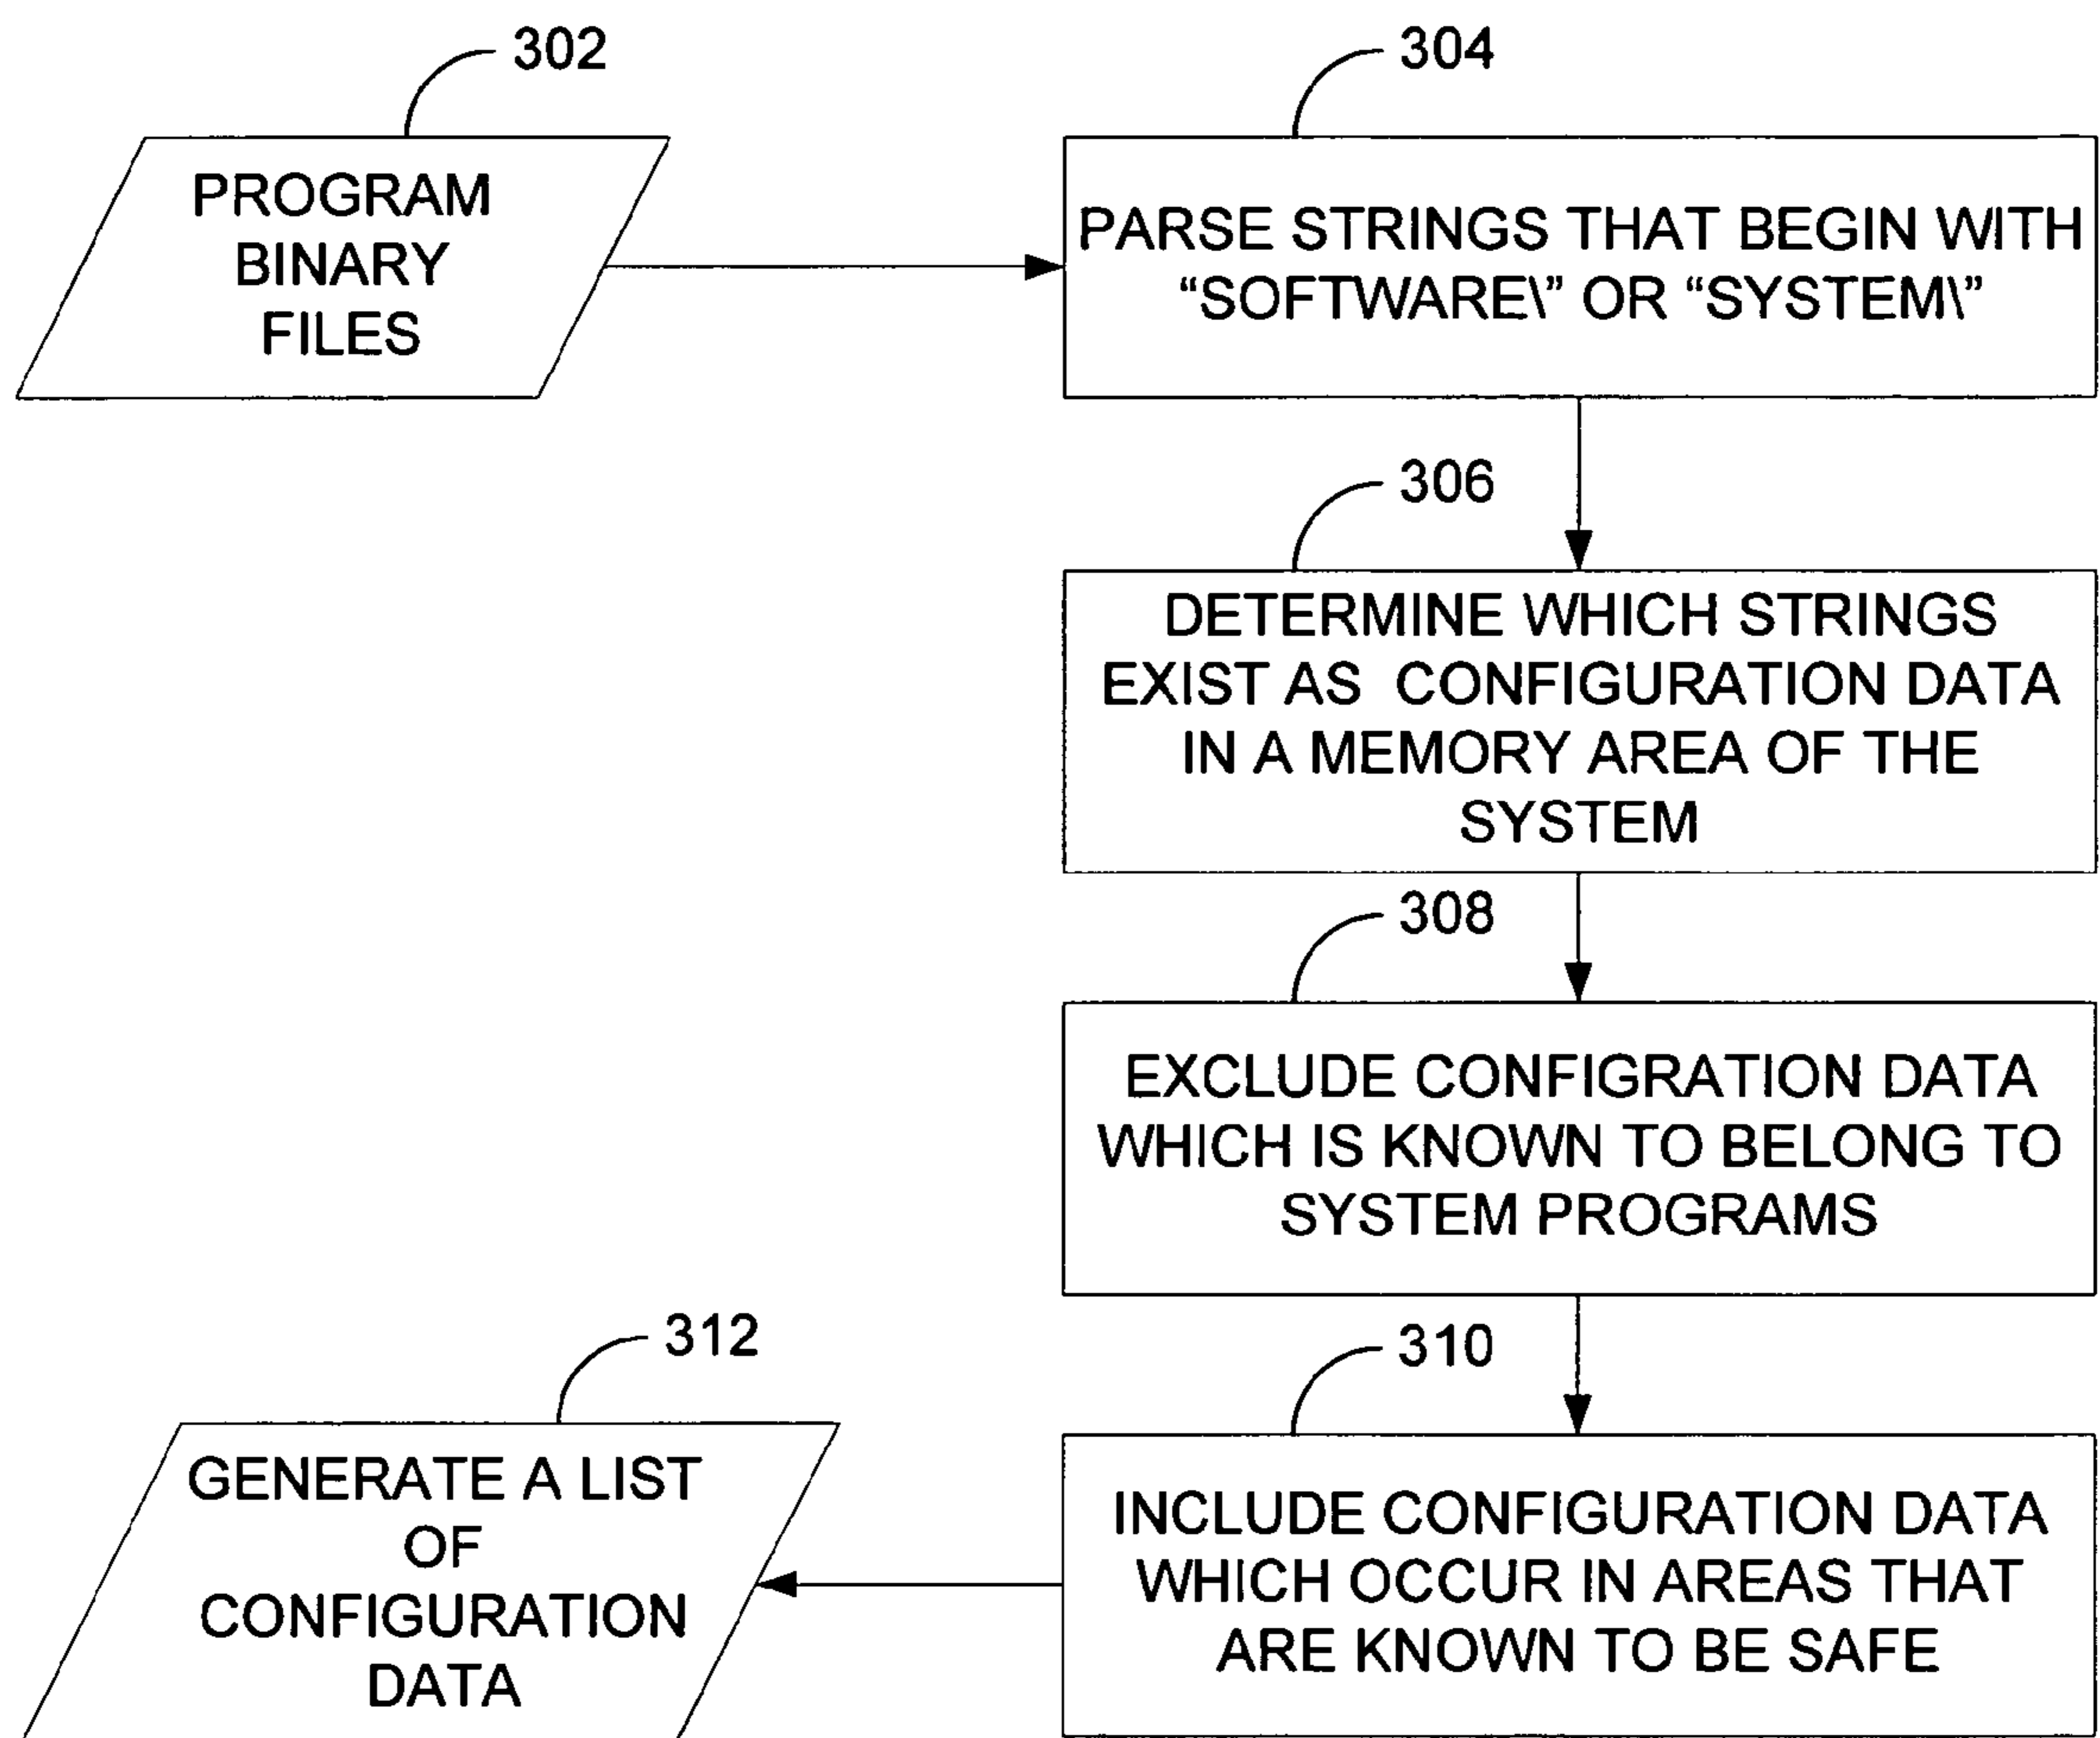 302
PROGRAM
BINARY
FILES
304
PARSE STRINGS THAT BEGIN WITH
“SOFTWARE\” OR “SYSTEM\”
306
DETERMINE WHICH STRINGS
EXIST AS CONFIGURATION DATA
IN A MEMORY AREA OF THE
SYSTEM
308
EXCLUDE CONFIGRATION DATA
WHICH IS KNOWN TO BELONG TO
SYSTEM PROGRAMS
310
INCLUDE CONFIGURATION DATA
WHICH OCCUR IN AREAS THAT
ARE KNOWN TO BE SAFE
312
GENERATE A LIST
OF
CONFIGURATION
DATA